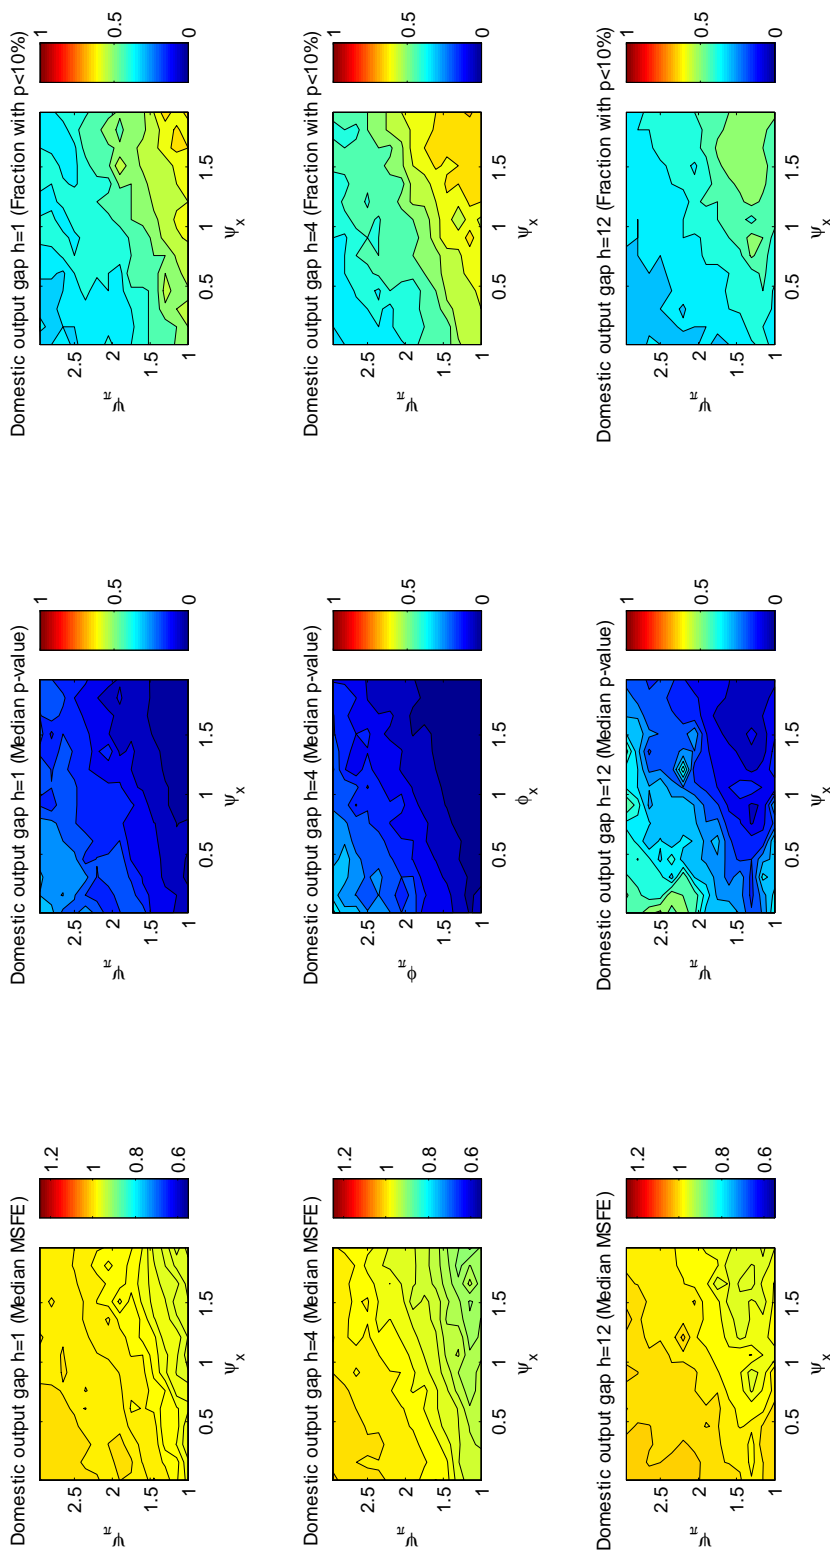 Domestic output gap h=1 (Median MSFE)
ψπ
2.5
2
1.5
1
0.5 1 1.5
ψx
1.2
1
0.8
0.6
Domestic output gap h=1 (Median p-value)
ψπ
2.5
2
1.5
1
0.5 1 1.5
ψx
1
0.5
0
Domestic output gap h=1 (Fraction with p<10%)
ψπ
2.5
2
1.5
1
0.5 1 1.5
ψx
1
0.5
0
Domestic output gap h=4 (Median MSFE)
ψπ
2.5
2
1.5
1
0.5 1 1.5
ψx
1.2
1
0.8
0.6
Domestic output gap h=4 (Median p-value)
ϕπ
2.5
2
1.5
1
0.5 1 1.5
ϕx
1
0.5
0
Domestic output gap h=4 (Fraction with p<10%)
ψπ
2.5
2
1.5
1
0.5 1 1.5
ψx
1
0.5
0
Domestic output gap h=12 (Median MSFE)
ψπ
2.5
2
1.5
1
0.5 1 1.5
ψx
1.2
1
0.8
0.6
Domestic output gap h=12 (Median p-value)
ψπ
2.5
2
1.5
1
0.5 1 1.5
ψx
1
0.5
0
Domestic output gap h=12 (Fraction with p<10%)
ψπ
2.5
2
1.5
1
0.5 1 1.5
ψx
1
0.5
0